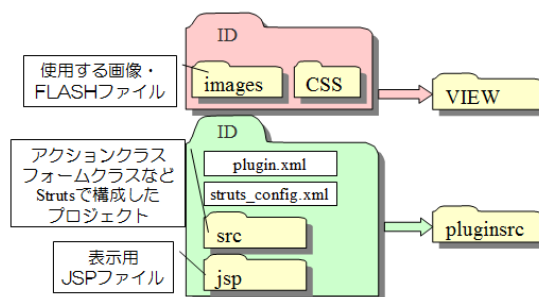 ID
使用する画像・
FLASHファイル
images
CSS
VIEW
ID
アクションクラス
フォームクラスなど
Strutsで構成した
プロジェクト
plugin.xml
struts_config.xml
src
pluginsrc
表示用
JSPファイル
jsp